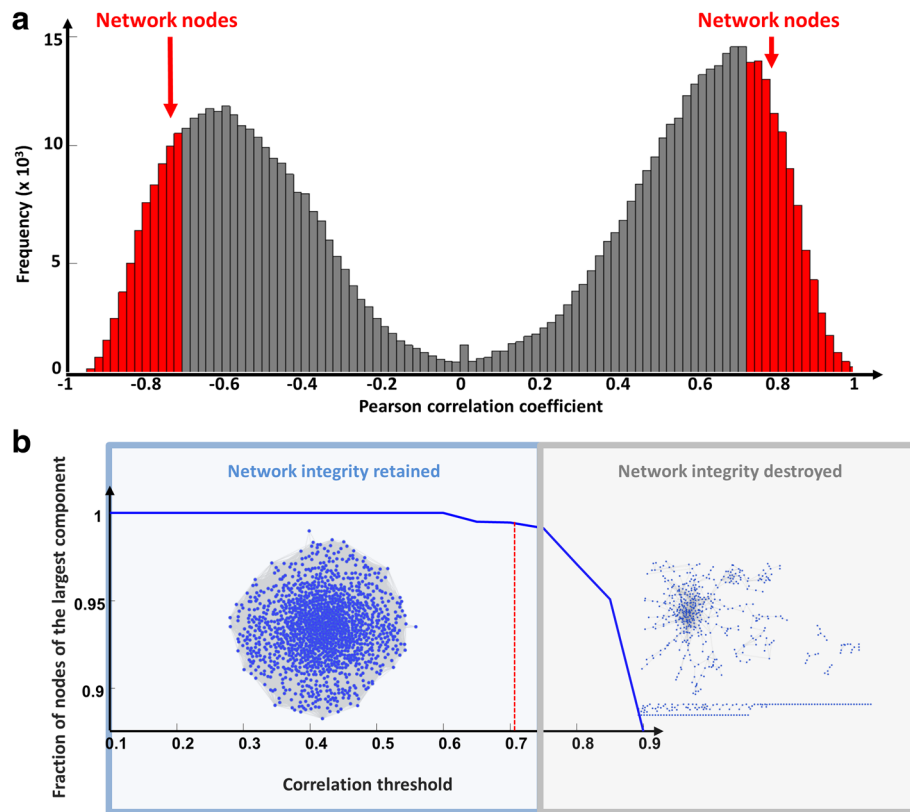 a
Network nodes
Network nodes
Frequency (x 10³)
15
10
5
0
-1 -0.8 -0.6 -0.4 -0.2 0 0.2 0.4 0.6 0.8 1
Pearson correlation coefficient
b
Network integrity retained
Network integrity destroyed
Fraction of nodes of the largest component
1
0.95
0.9
0.1 0.2 0.3 0.4 0.5 0.6 0.7 0.8 0.9
Correlation threshold